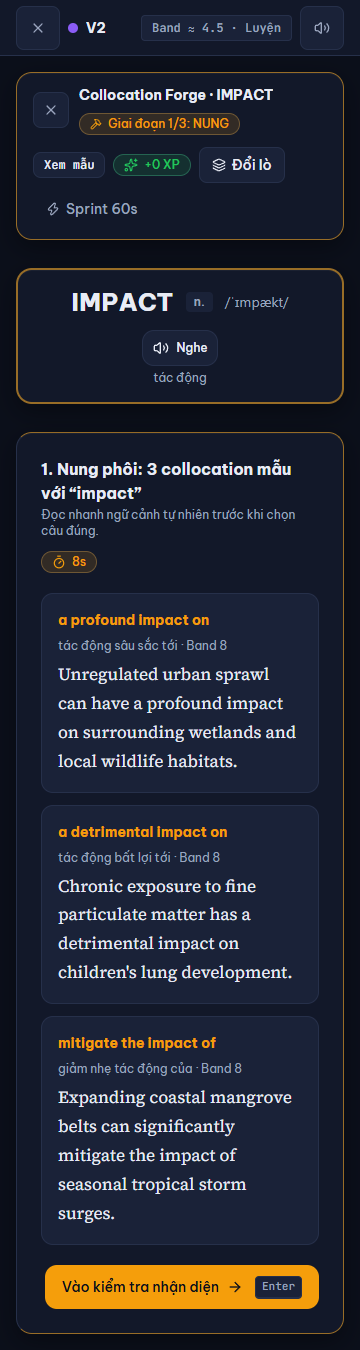 V2
Band ≈ 4.5 · Luyện
Collocation Forge · IMPACT
Giai đoạn 1/3: NUNG
Xem mẫu
+0 XP
Đổi lò
Sprint 60s
IMPACT n. /ˈɪmpækt/
Nghe
tác động
1. Nung phôi: 3 collocation mẫu
với “impact”
Đọc nhanh ngữ cảnh tự nhiên trước khi chọn
câu đúng.
8s
a profound impact on
tác động sâu sắc tới · Band 8
Unregulated urban sprawl
can have a profound impact
on surrounding wetlands and
local wildlife habitats.
a detrimental impact on
tác động bất lợi tới · Band 8
Chronic exposure to fine
particulate matter has a
detrimental impact on
children's lung development.
mitigate the impact of
giảm nhẹ tác động của · Band 8
Expanding coastal mangrove
belts can significantly
mitigate the impact of
seasonal tropical storm
surges.
Vào kiểm tra nhận diện → Enter